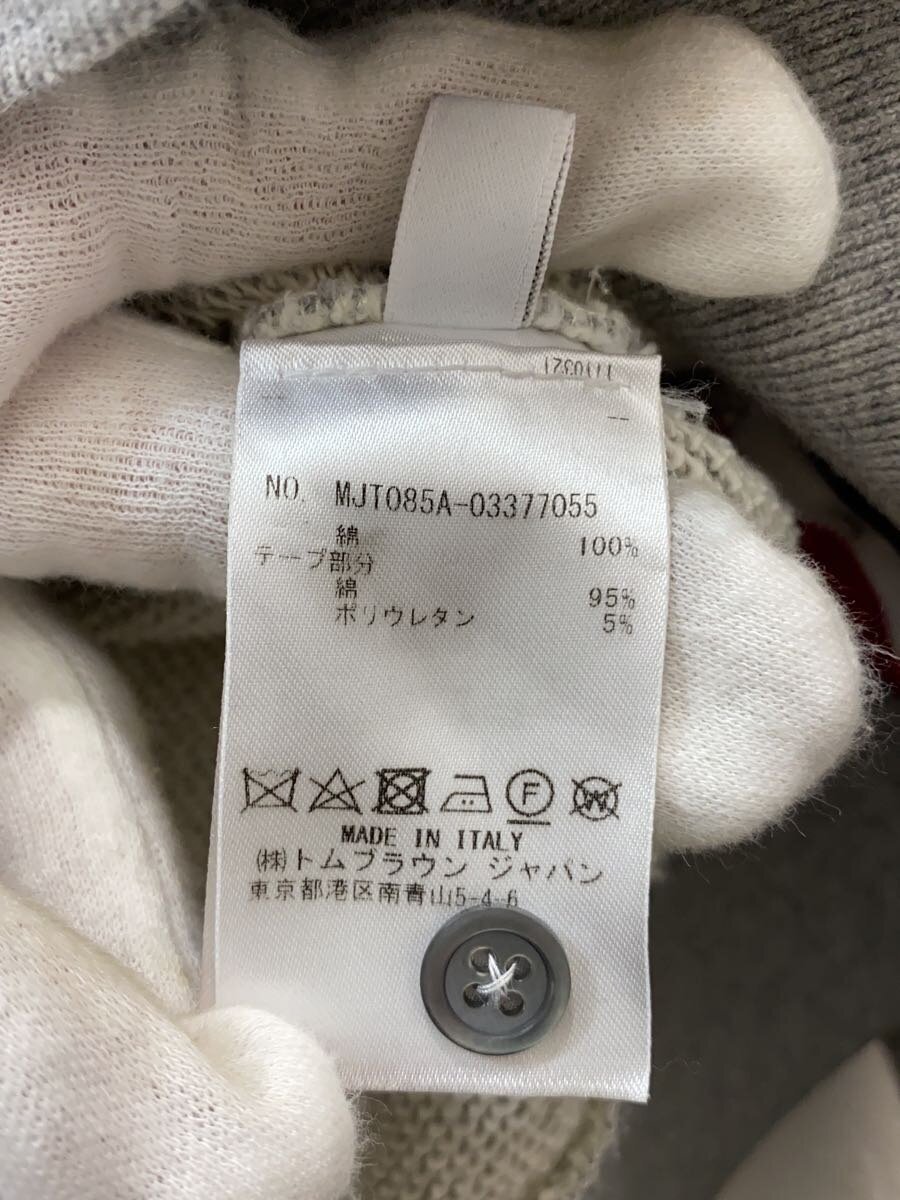 NO. MJT085A-03377055
綿 100%
テープ部分
綿 95%
ポリウレタン 5%
F W
MADE IN ITALY
(株)トムブラウン ジャパン
東京都港区南青山5-4-6